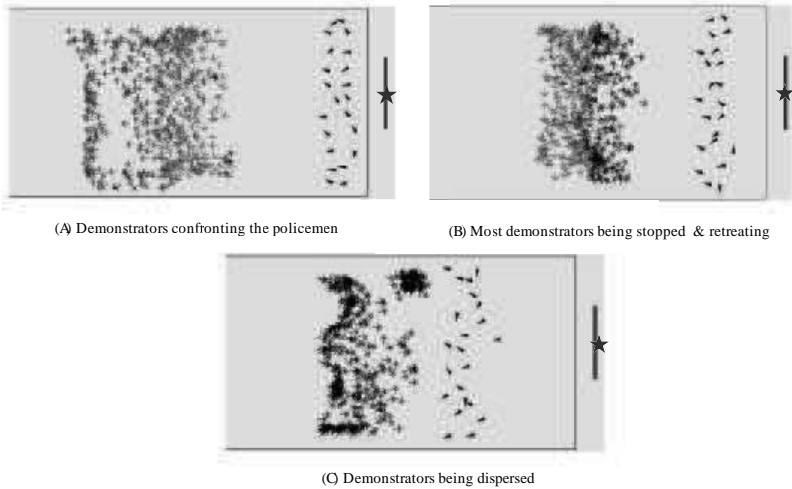 (A) Demonstrators confronting the policemen
(B) Most demonstrators being stopped & retreating
(C) Demonstrators being dispersed